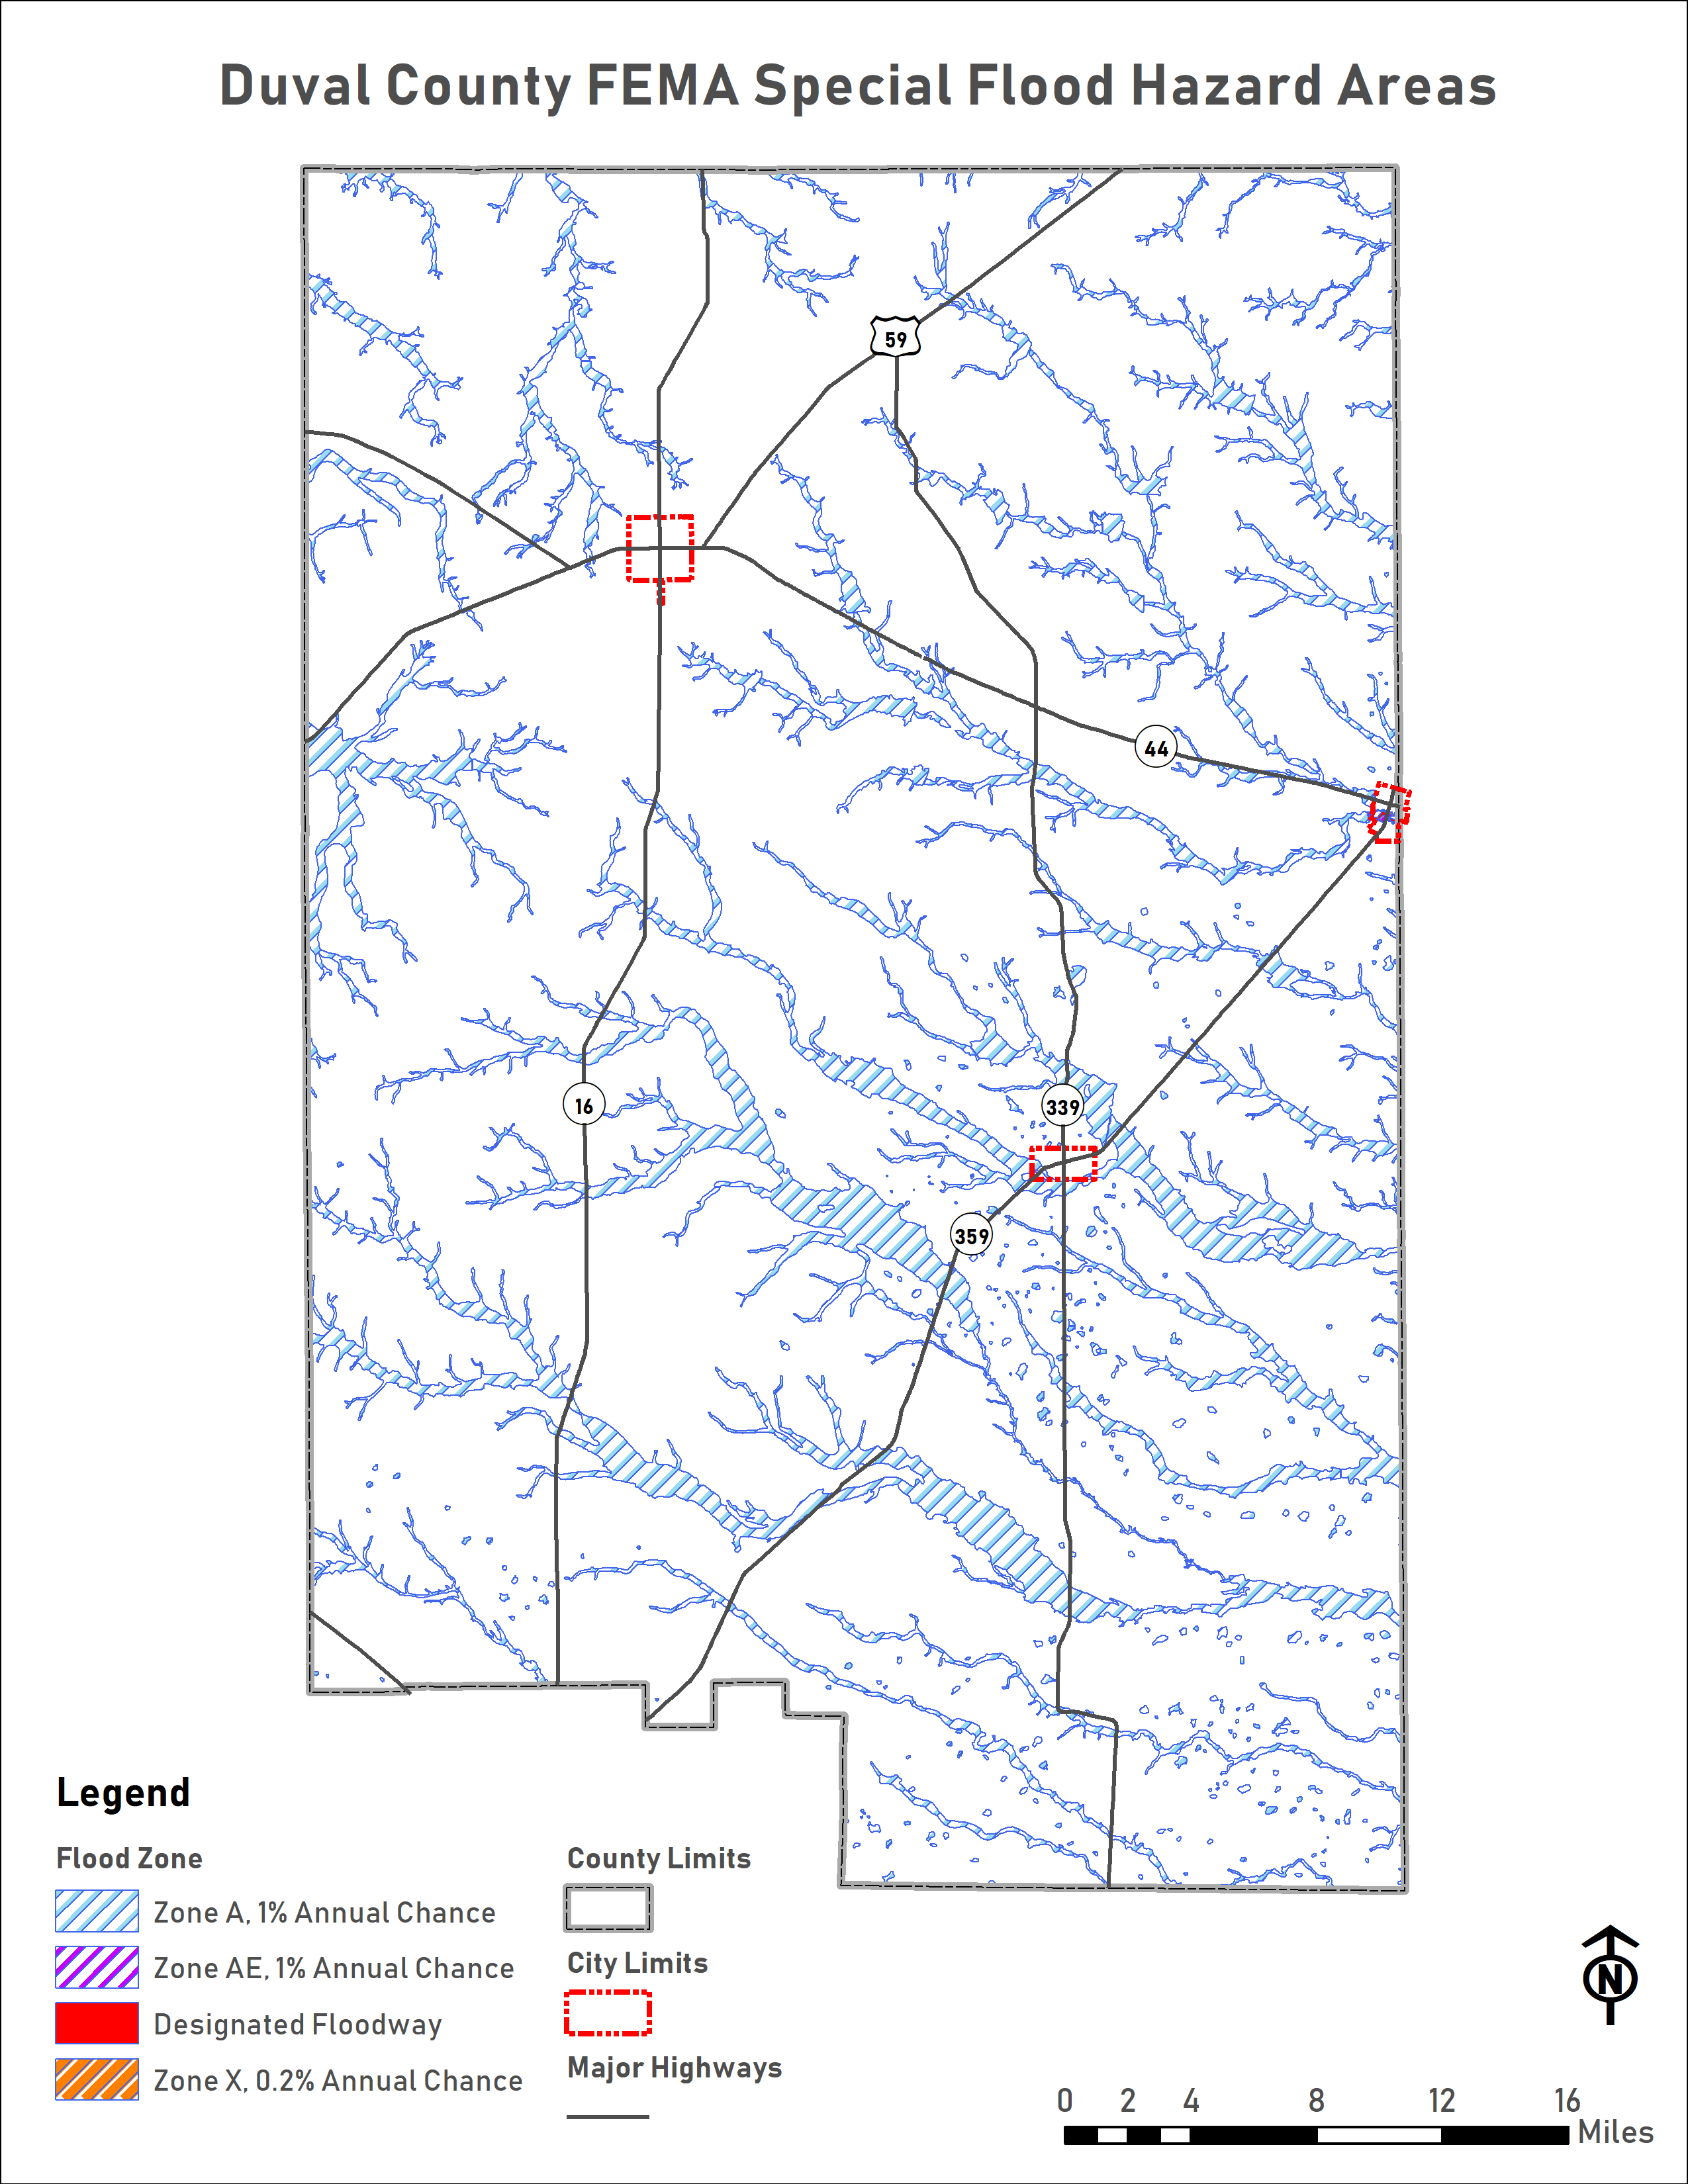 Duval County FEMA Special Flood Hazard Areas
59
44
16
339
359
Legend
Flood Zone
Zone A, 1% Annual Chance
Zone AE, 1% Annual Chance
Designated Floodway
Zone X, 0.2% Annual Chance
County Limits
City Limits
Major Highways
N
0 2 4 8 12 16
Miles